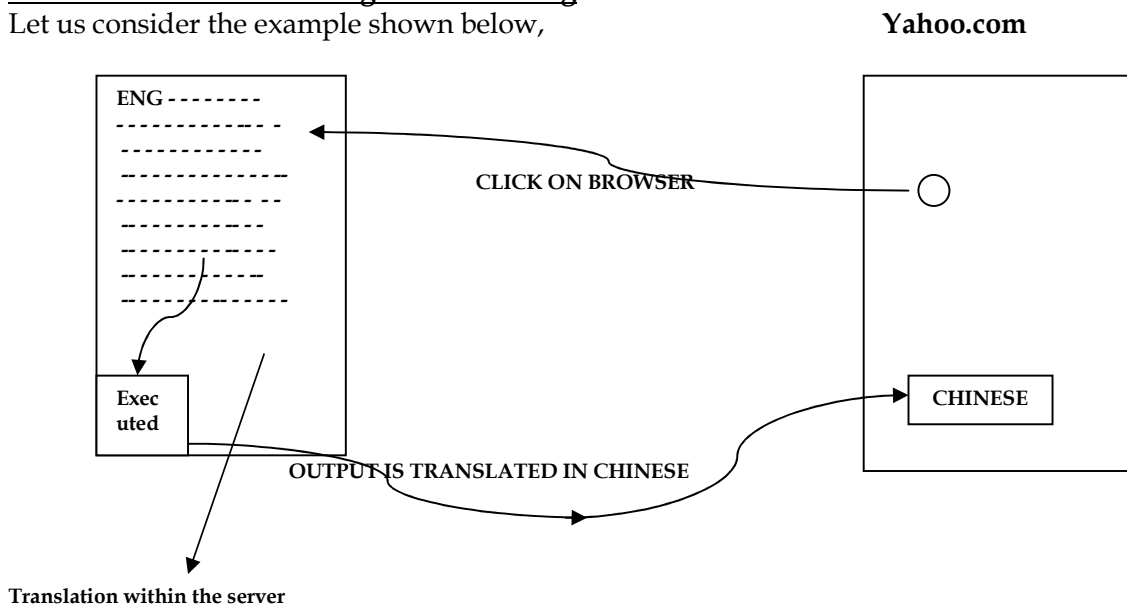 Let us consider the example shown below, Yahoo.com
ENG - - - - - - - -
CLICK ON BROWSER
Exec
uted
CHINESE
OUTPUT IS TRANSLATED IN CHINESE
Translation within the server